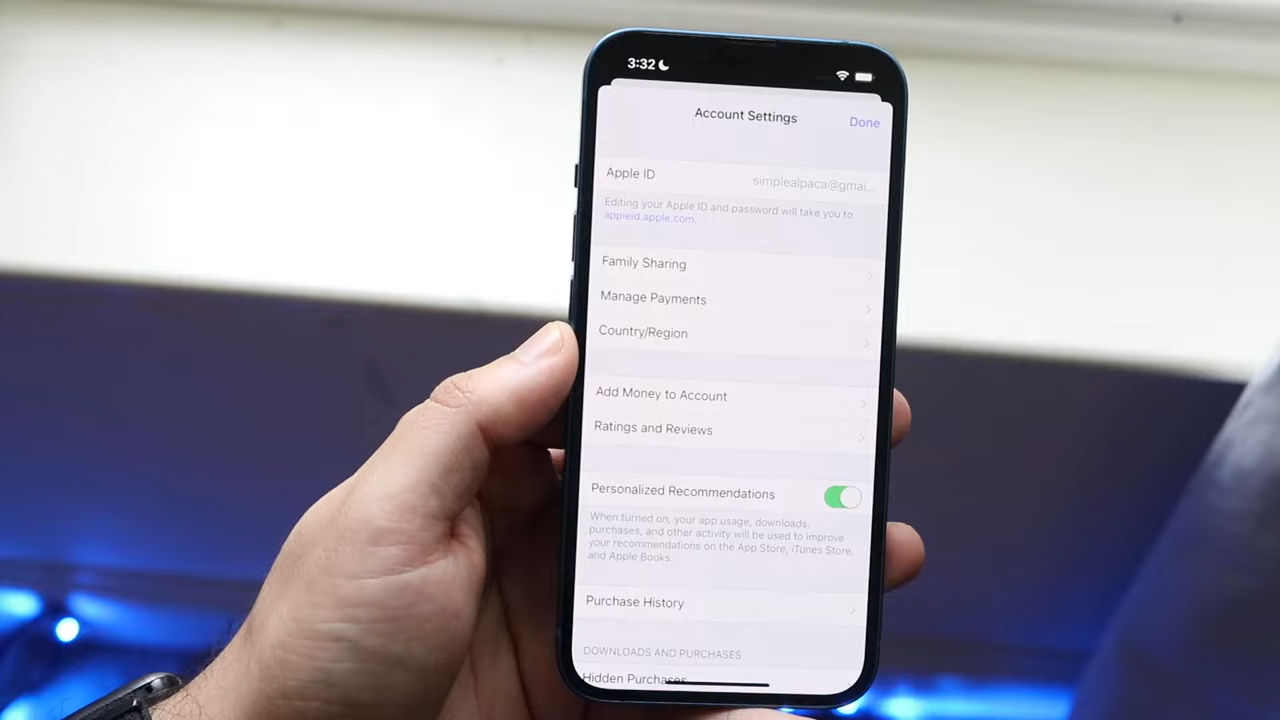 3:32
Account Settings
Done
Apple ID
simplealpaca@gmai...
Editing your Apple ID and password will take you to
appleid.apple.com.
Family Sharing
Manage Payments
Country/Region
Add Money to Account
Ratings and Reviews
Personalized Recommendations
When turned on, your app usage, downloads,
purchases, and other activity will be used to improve
your recommendations on the App Store, iTunes Store,
and Apple Books.
Purchase History
DOWNLOADS AND PURCHASES
Hidden Purchases